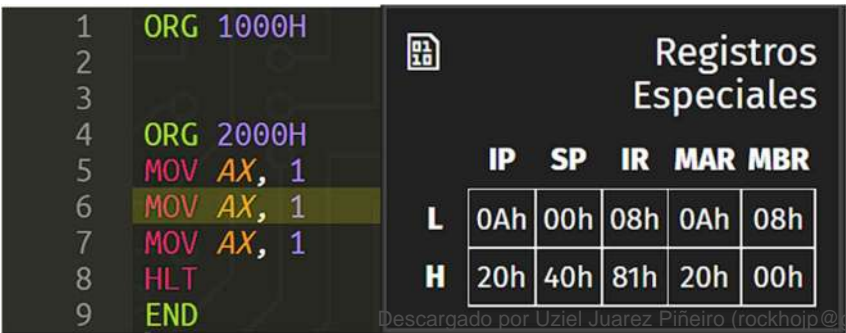 1 ORG 1000H
2
3
4 ORG 2000H
5 MOV AX, 1
6 MOV AX, 1
7 MOV AX, 1
8 HLT
9 END
01
10
Registros
Especiales
IP SP IR MAR MBR
L 0Ah 00h 08h 0Ah 08h
H 20h 40h 81h 20h 00h
Descargado por Uziel Juarez Piñeiro (rockhojp@